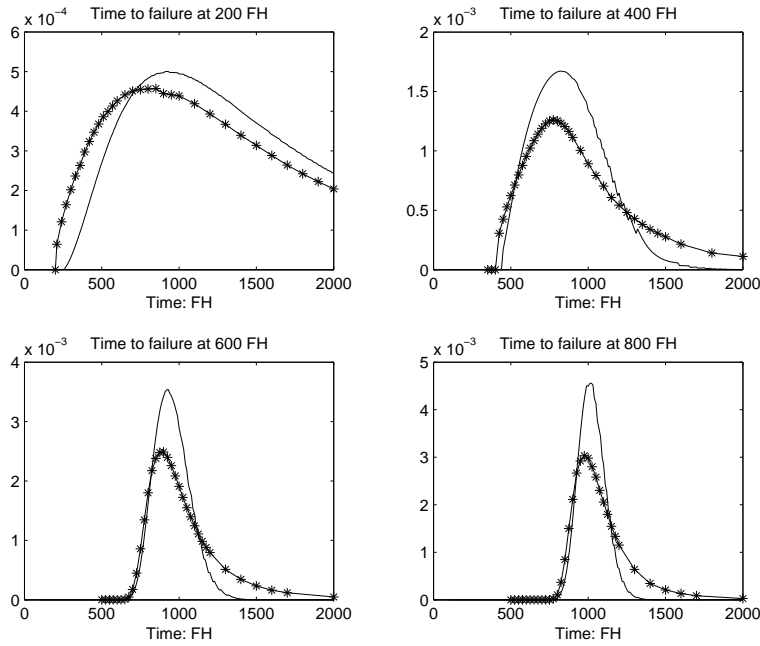 Time to failure at 200 FH
x 10⁻⁴
6
5
4
3
2
1
0
0 500 1000 1500 2000
Time: FH
Time to failure at 400 FH
x 10⁻³
2
1.5
1
0.5
0
0 500 1000 1500 2000
Time: FH
Time to failure at 600 FH
x 10⁻³
4
3
2
1
0
0 500 1000 1500 2000
Time: FH
Time to failure at 800 FH
x 10⁻³
5
4
3
2
1
0
0 500 1000 1500 2000
Time: FH